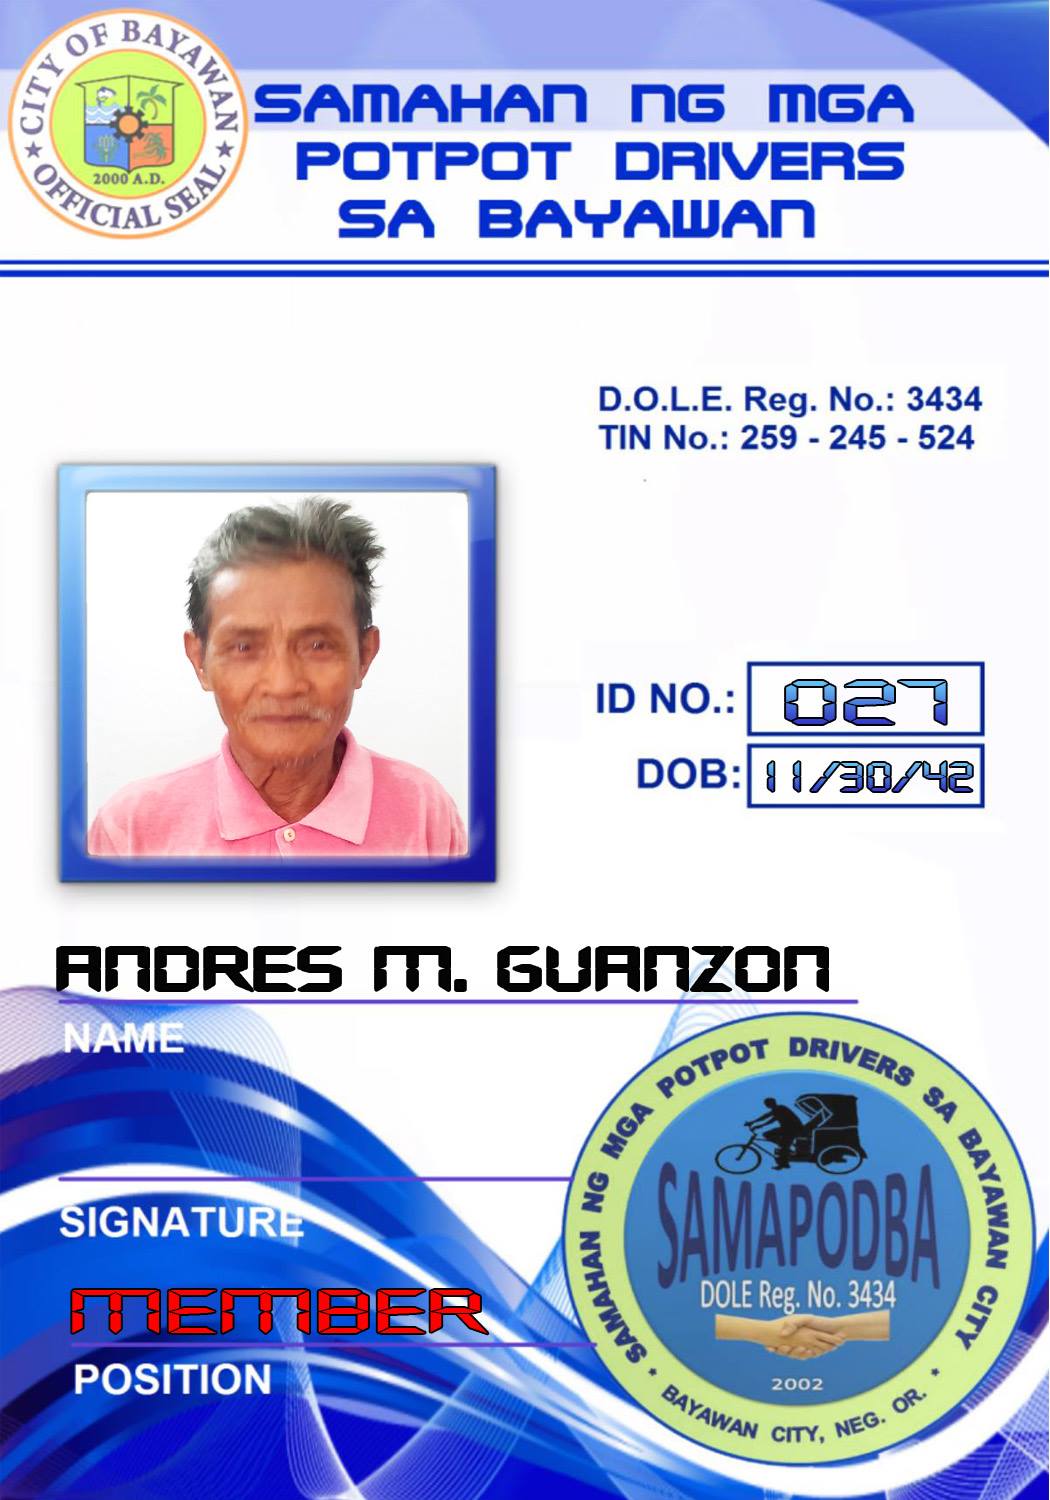 CITY OF BAYAWAN
2000 A.D.
★ OFFICIAL SEAL ★
SAMAHAN NG MGA
POTPOT DRIVERS
SA BAYAWAN
D.O.L.E. Reg. No.: 3434
TIN No.: 259 - 245 - 524
ID NO.: 027
DOB: 11/30/42
ANDRES M. GUANZON
NAME
SIGNATURE
MEMBER
POSITION
SAMAHAN NG MGA POTPOT DRIVERS SA BAYAWAN CITY
SAMAPODBA
DOLE Reg. No. 3434
2002
* BAYAWAN CITY, NEG. OR. *